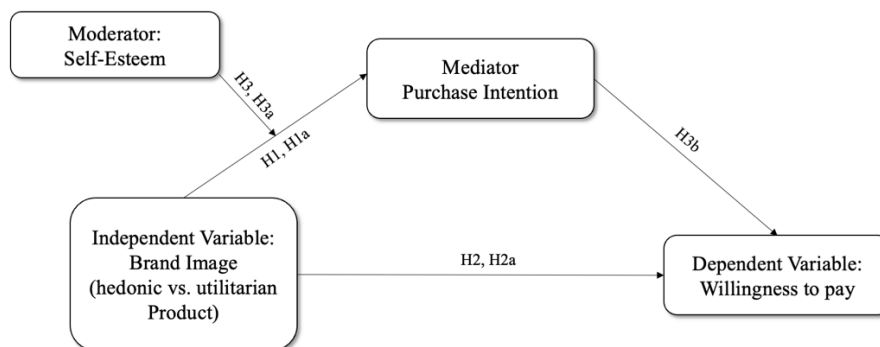 Moderator:
Self-Esteem
Mediator
Purchase Intention
H3, H3a
H1, H1a
H3b
Independent Variable:
Brand Image
(hedonic vs. utilitarian
Product)
H2, H2a
Dependent Variable:
Willingness to pay